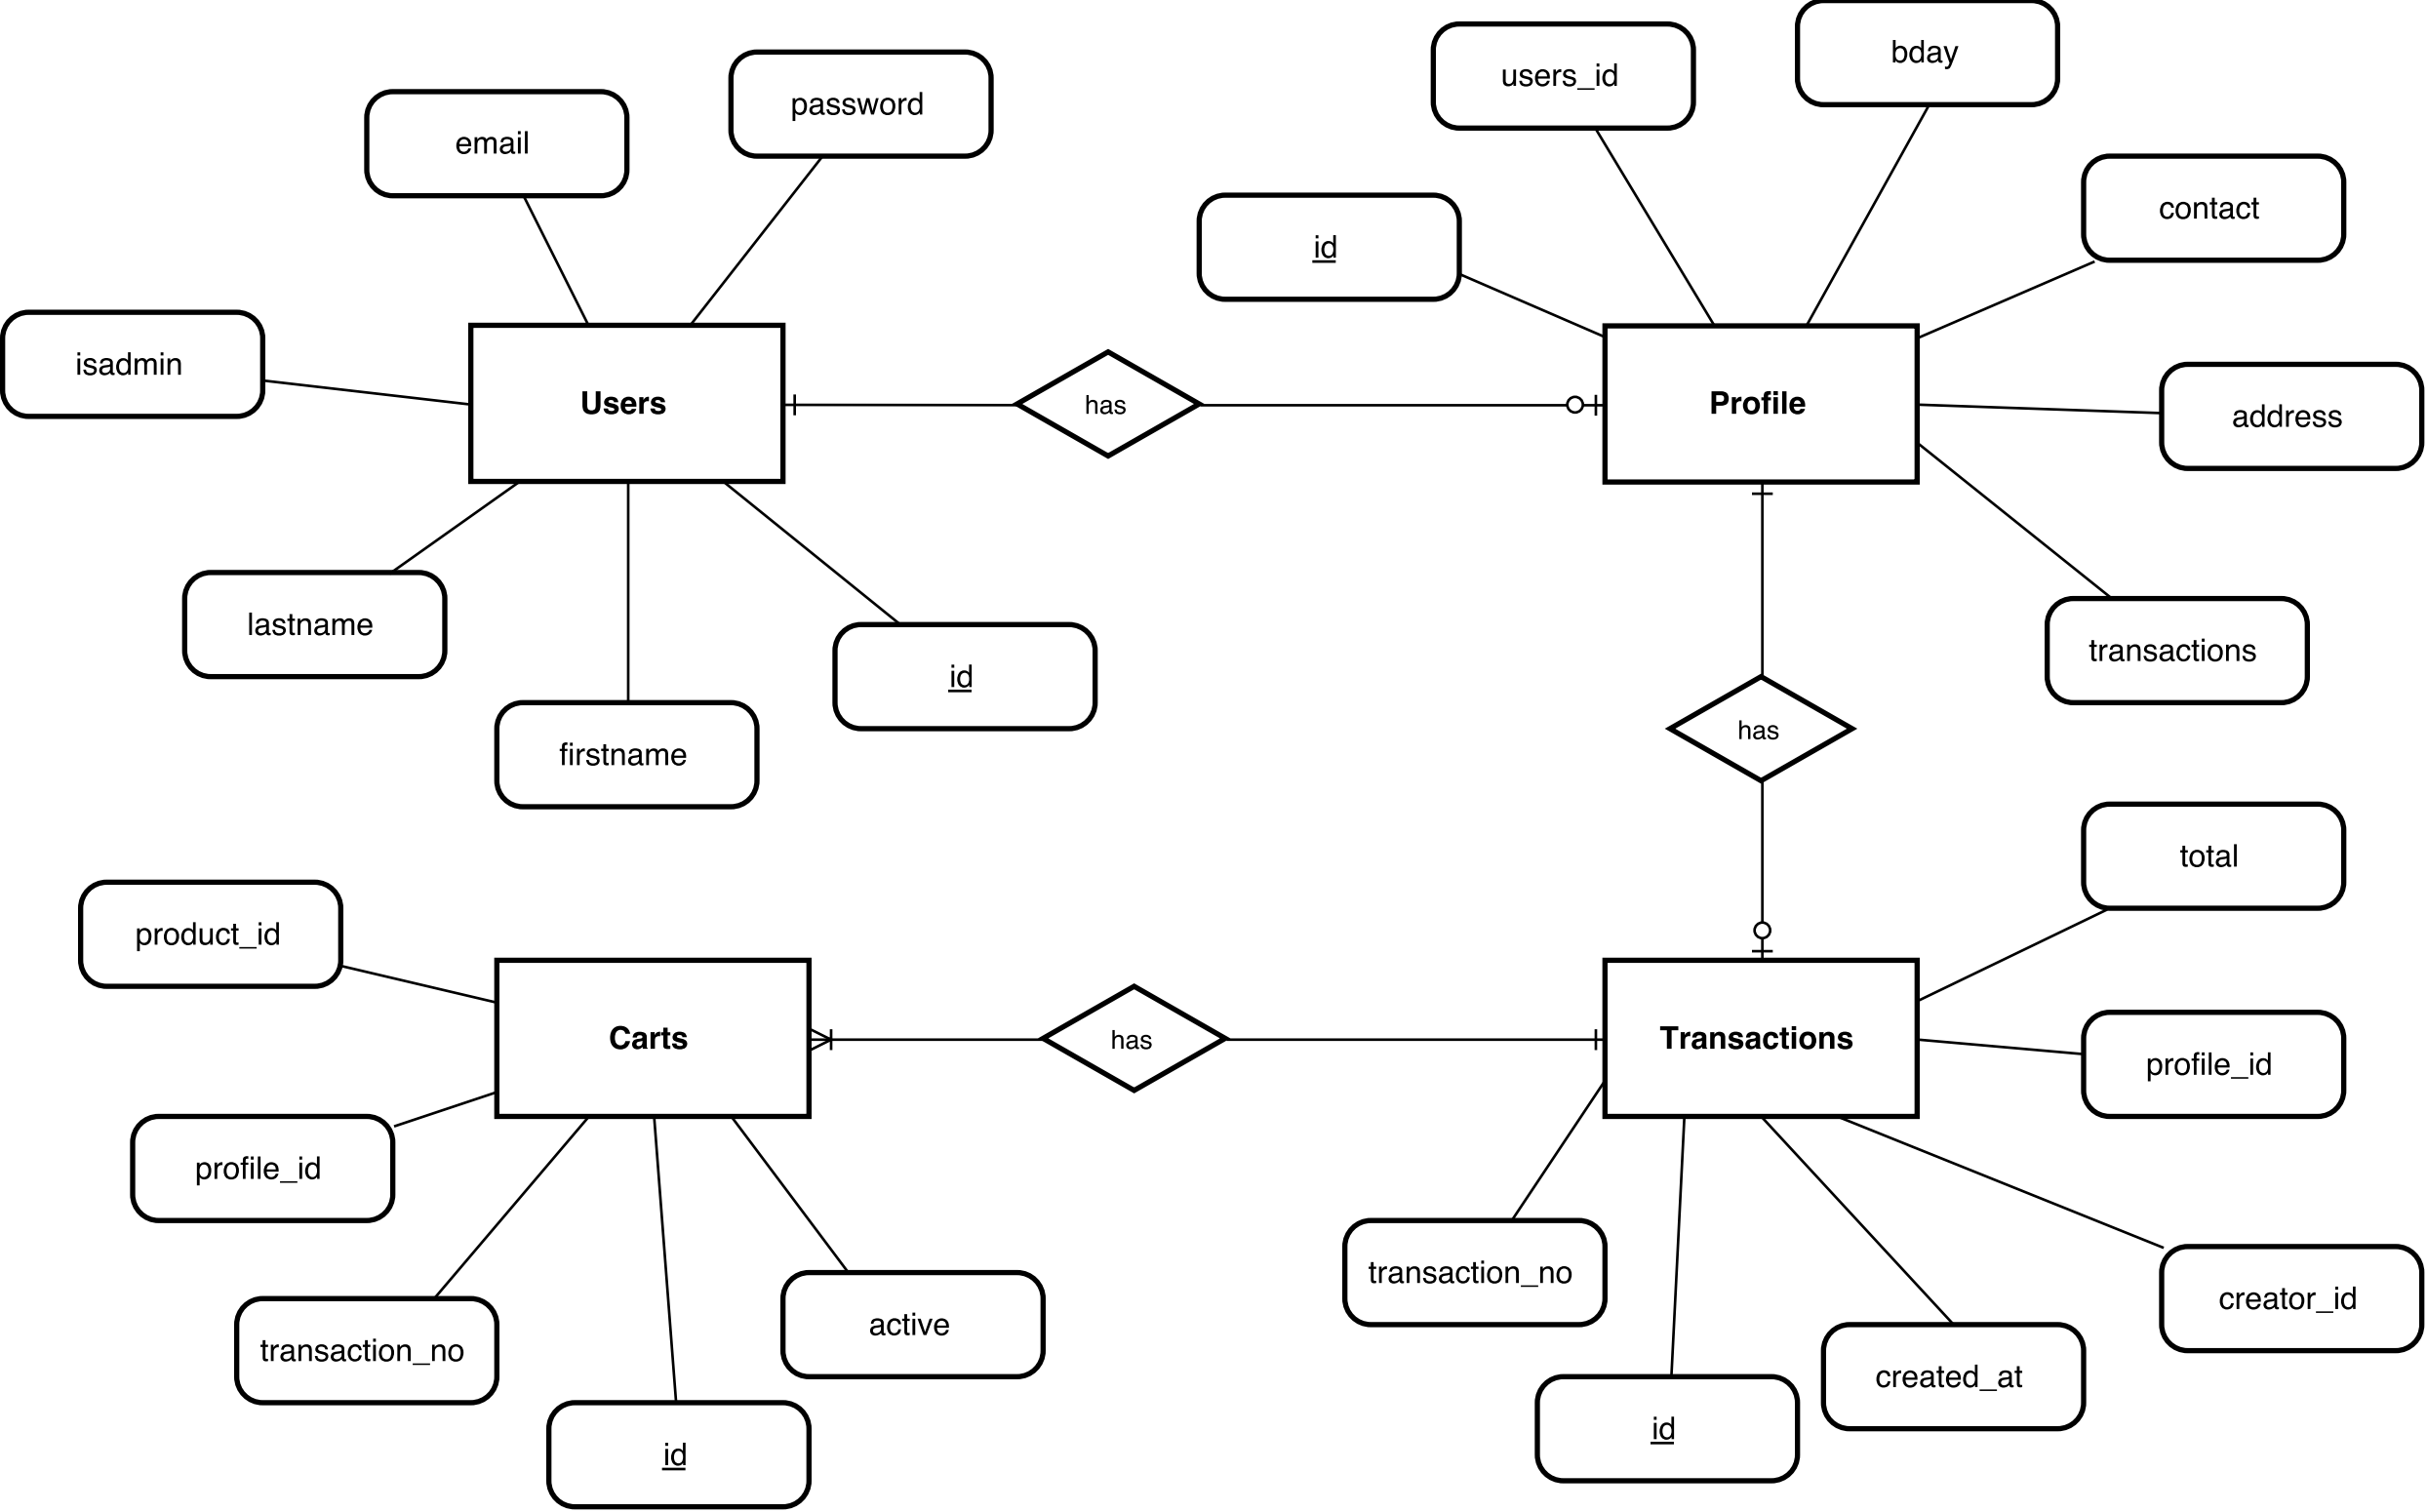 bday
users_id
password
email
contact
id
isadmin
Users
has
Profile
address
lastname
id
transactions
firstname
has
total
product_id
Carts
has
Transactions
profile_id
profile_id
transaction_no
creator_id
active
transaction_no
created_at
id
id